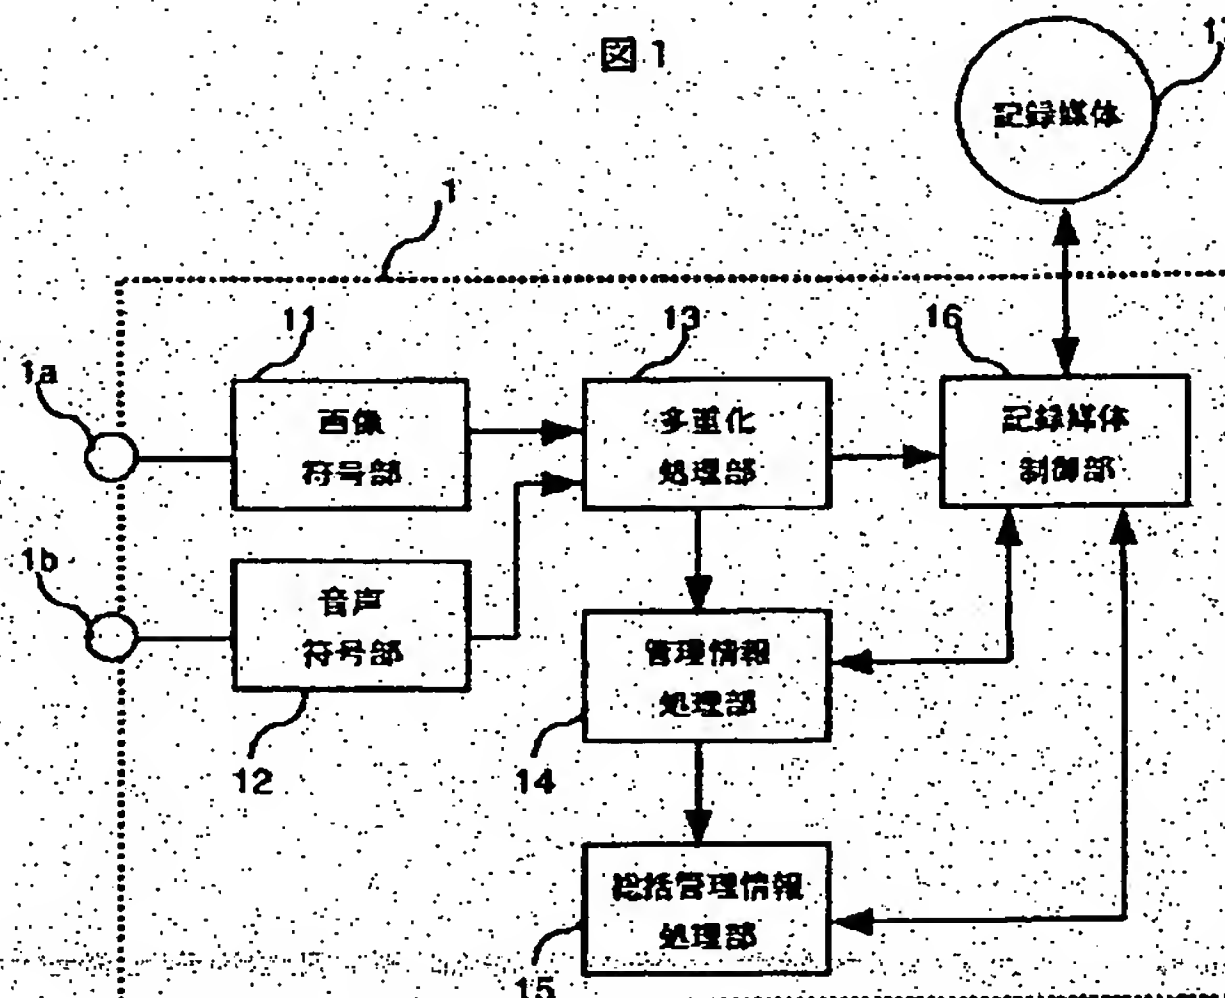 図1
記録媒体
1
11
13
16
1a
画像
符号部
多重化
処理部
記録媒体
制御部
1b
音声
符号部
管理情報
処理部
12
14
総括管理情報
処理部
15